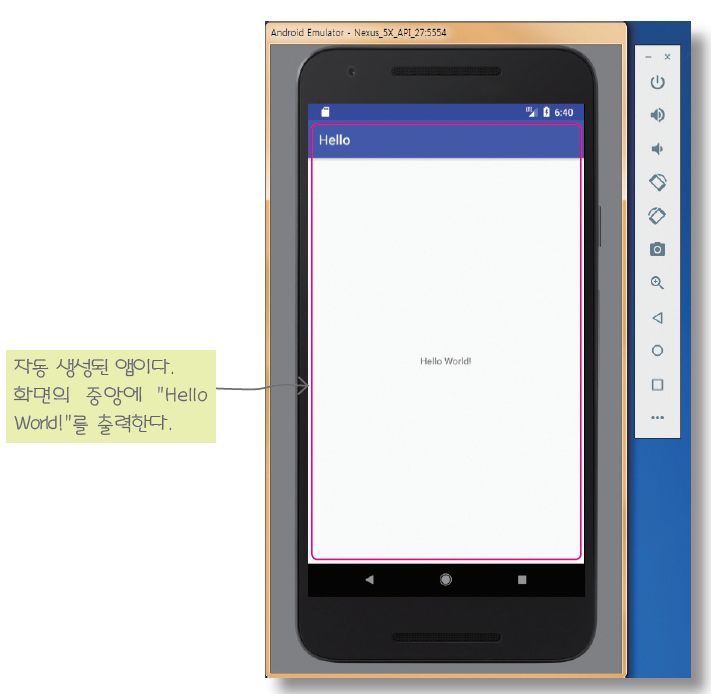 Android Emulator - Nexus_5X_API_27:5554
6:40
Hello
Hello World!
자동 생성된 앱이다.
화면의 중앙에 "Hello
World!"를 출력한다.